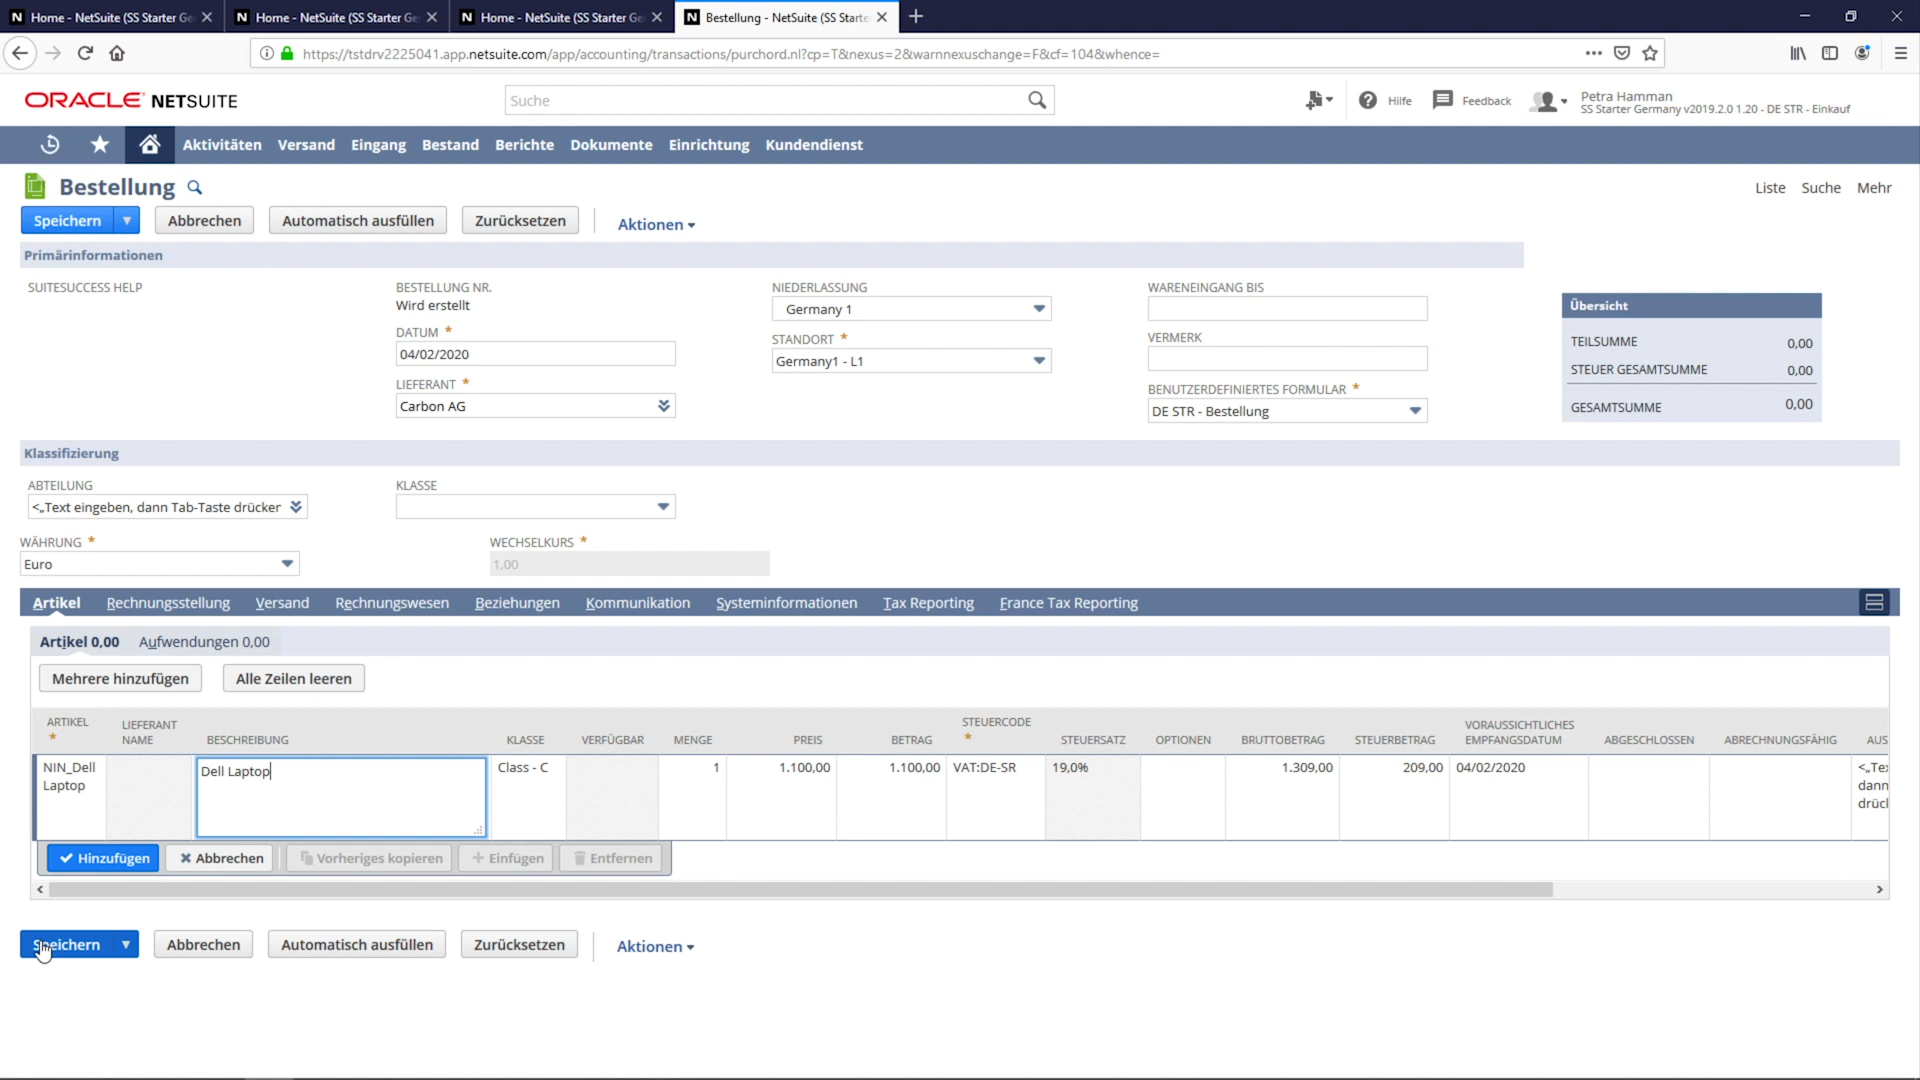 Home - NetSuite (SS Starter Ge
Home - NetSuite (SS Starter Ge
Home - NetSuite (SS Starter Ge
Bestellung - NetSuite (SS Starte
https://tstdrv2225041.app.netsuite.com/app/accounting/transactions/purchord.nl?cp=T&nexus=2&warnnexuschange=F&cf=104&whence=
ORACLE NETSUITE
Suche
Hilfe
Feedback
Petra Hamman
SS Starter Germany v2019.2.0 1.20 - DE STR - Einkauf
Aktivitäten Versand Eingang Bestand Berichte Dokumente Einrichtung Kundendienst
Bestellung
Liste Suche Mehr
Speichern Abbrechen Automatisch ausfüllen Zurücksetzen Aktionen
Primärinformationen
SUITESUCCESS HELP
BESTELLUNG NR.
Wird erstellt
DATUM *
04/02/2020
LIEFERANT *
Carbon AG
NIEDERLASSUNG
Germany 1
STANDORT *
Germany1 - L1
WARENEINGANG BIS
VERMERK
BENUTZERDEFINIERTES FORMULAR *
DE STR - Bestellung
Übersicht
TEILSUMME 0,00
STEUER GESAMTSUMME 0,00
GESAMTSUMME 0,00
Klassifizierung
ABTEILUNG
<„Text eingeben, dann Tab-Taste drücken
KLASSE
WÄHRUNG *
Euro
WECHSELKURS *
1,00
Artikel Rechnungsstellung Versand Rechnungswesen Beziehungen Kommunikation Systeminformationen Tax Reporting France Tax Reporting
Artikel 0,00 Aufwendungen 0,00
Mehrere hinzufügen Alle Zeilen leeren
ARTIKEL * LIEFERANT NAME BESCHREIBUNG KLASSE VERFÜGBAR MENGE PREIS BETRAG STEUERCODE * STEUERSATZ OPTIONEN BRUTTOBETRAG STEUERBETRAG VORAUSSICHTLICHES EMPFANGSDATUM ABGESCHLOSSEN ABRECHNUNGSFÄHIG AUS
NIN_Dell Laptop Dell Laptop Class - C 1 1.100,00 1.100,00 VAT:DE-SR 19,0% 1.309,00 209,00 04/02/2020 <„Te dann drüc
Hinzufügen Abbrechen Vorheriges kopieren Einfügen Entfernen
Speichern Abbrechen Automatisch ausfüllen Zurücksetzen Aktionen